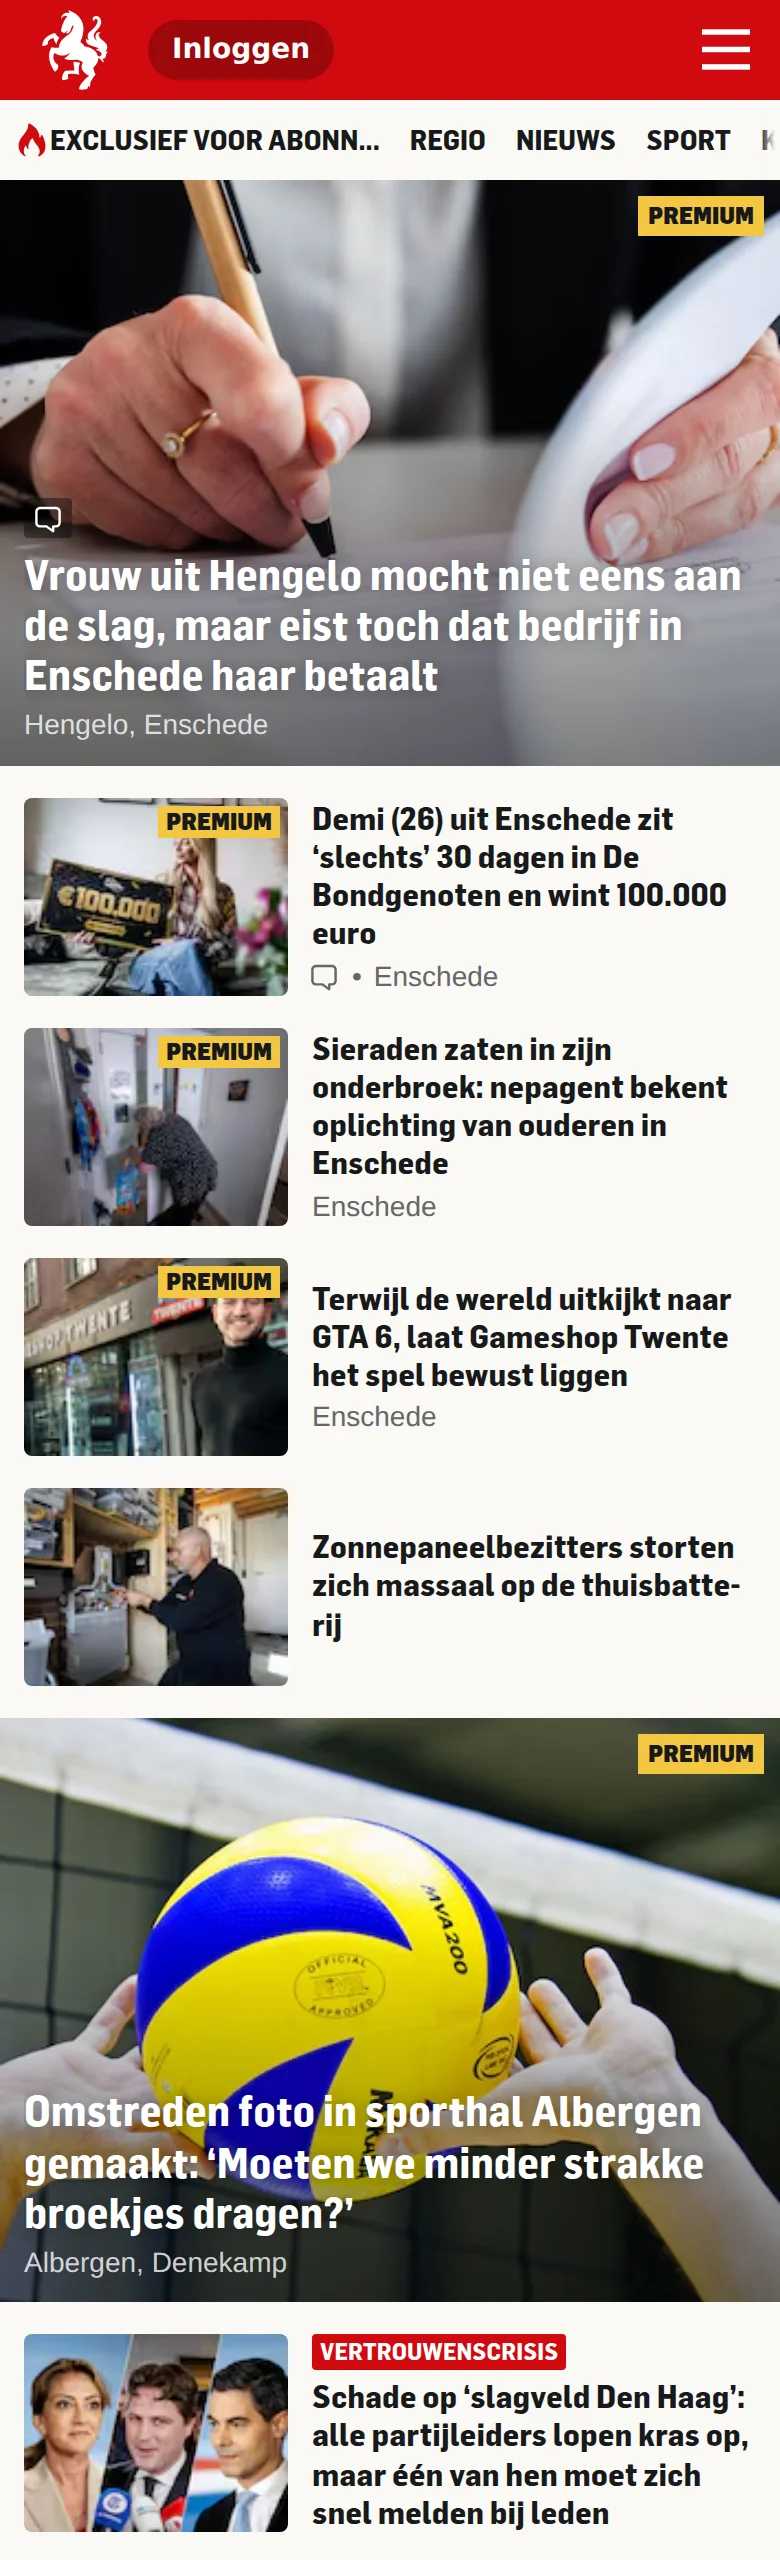 Inloggen
EXCLUSIEF VOOR ABONN... REGIO NIEUWS SPORT
PREMIUM
Vrouw uit Hengelo mocht niet eens aan
de slag, maar eist toch dat bedrijf in
Enschede haar betaalt
Hengelo, Enschede
PREMIUM
€100.000
Demi (26) uit Enschede zit
‘slechts’ 30 dagen in De
Bondgenoten en wint 100.000
euro
• Enschede
PREMIUM
Sieraden zaten in zijn
onderbroek: nepagent bekent
oplichting van ouderen in
Enschede
Enschede
PREMIUM
TWENTE
Terwijl de wereld uitkijkt naar
GTA 6, laat Gameshop Twente
het spel bewust liggen
Enschede
Zonnepaneelbezitters storten
zich massaal op de thuisbatte-
rij
PREMIUM
MVA200
OFFICIAL
APPROVED
Omstreden foto in sporthal Albergen
gemaakt: ‘Moeten we minder strakke
broekjes dragen?’
Albergen, Denekamp
VERTROUWENSCRISIS
Schade op ‘slagveld Den Haag’:
alle partijleiders lopen kras op,
maar één van hen moet zich
snel melden bij leden